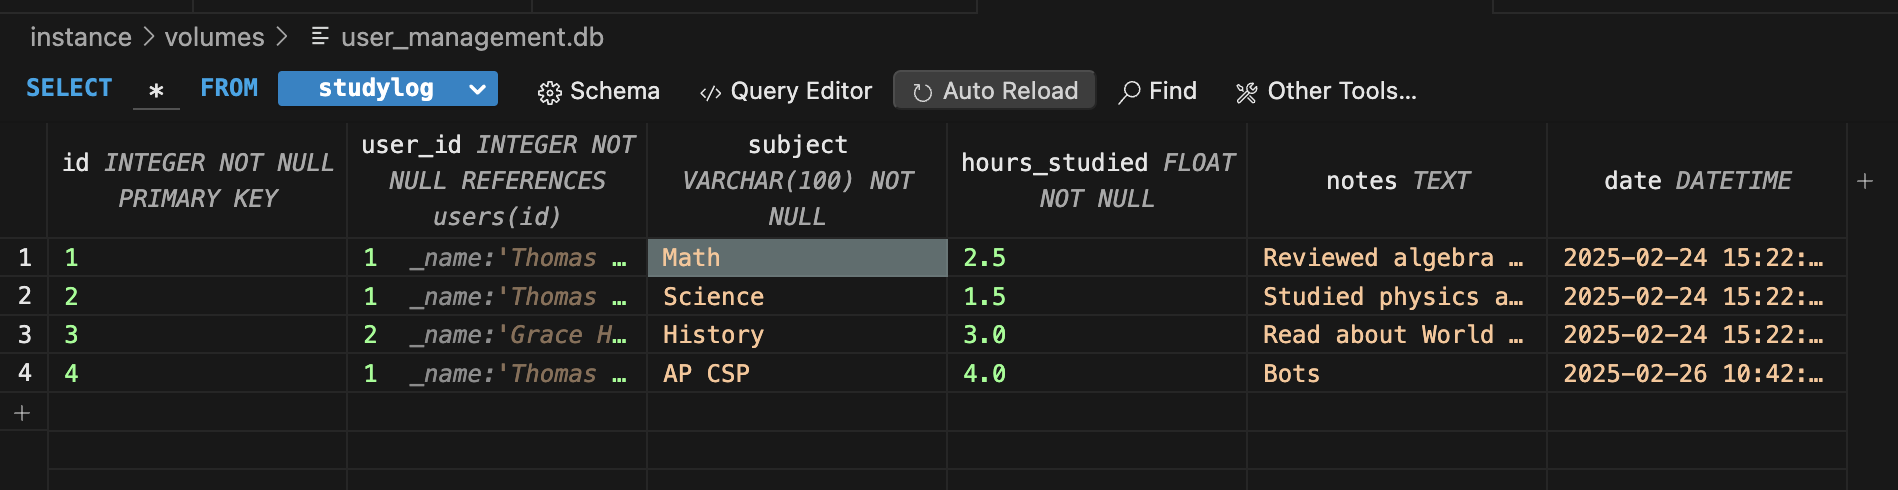 instance > volumes > user_management.db
SELECT * FROM studylog Schema </> Query Editor Auto Reload Find Other Tools...
id INTEGER NOT NULL PRIMARY KEY
user_id INTEGER NOT NULL REFERENCES users(id)
subject VARCHAR(100) NOT NULL
hours_studied FLOAT NOT NULL
notes TEXT
date DATETIME
+
1 1 1 _name:'Thomas … Math 2.5 Reviewed algebra … 2025-02-24 15:22:…
2 2 1 _name:'Thomas … Science 1.5 Studied physics a… 2025-02-24 15:22:…
3 3 2 _name:'Grace H… History 3.0 Read about World … 2025-02-24 15:22:…
4 4 1 _name:'Thomas … AP CSP 4.0 Bots 2025-02-26 10:42:…
+